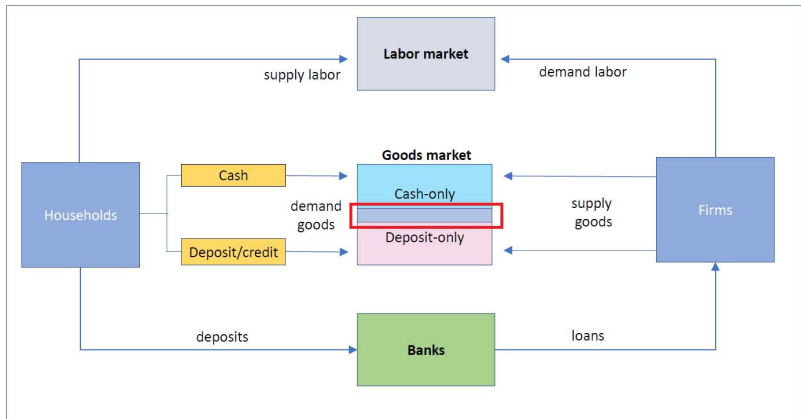 Labor market
supply labor
demand labor
Goods market
Households
Cash
Cash-only
demand
goods
supply
goods
Firms
Deposit/credit
Deposit-only
deposits
Banks
loans